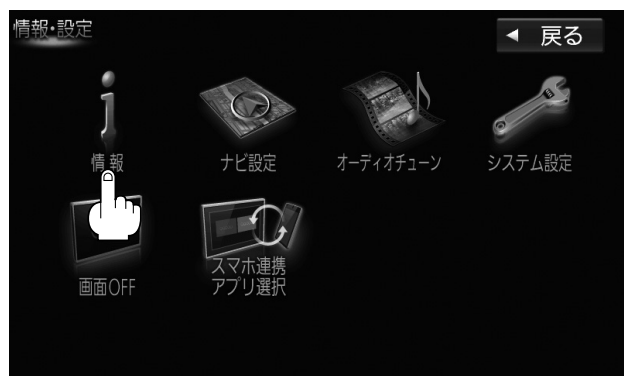 情報・設定
◀ 戻る
情報
ナビ設定
オーディオチューン
システム設定
画面OFF
スマホ連携
アプリ選択